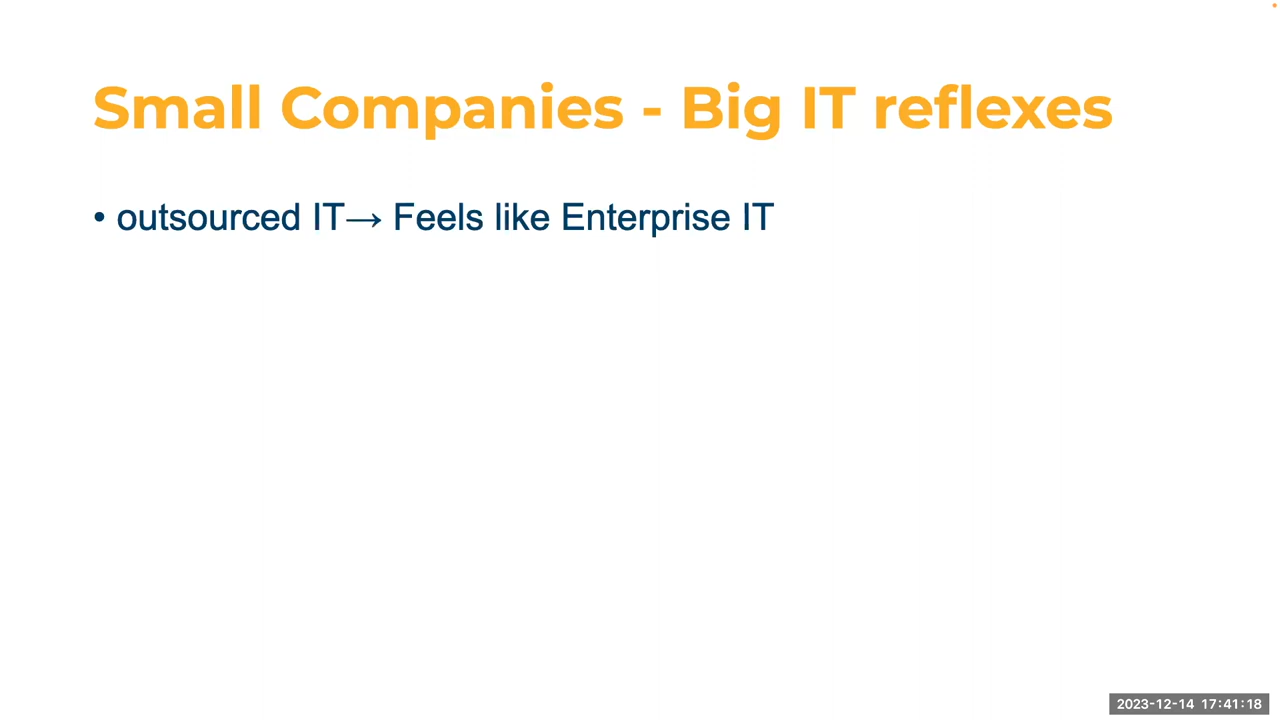 Small Companies - Big IT reflexes
• outsourced IT→ Feels like Enterprise IT
2023-12-14 17:41:18